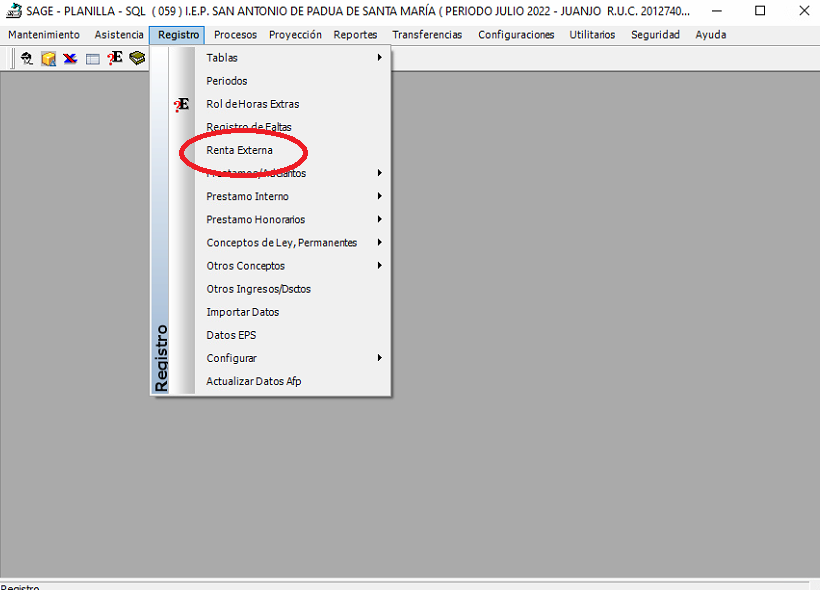 SAGE - PLANILLA - SQL ( 059 ) I.E.P. SAN ANTONIO DE PADUA DE SANTA MARÍA ( PERIODO JULIO 2022 - JUANJO R.U.C. 2012740...
Mantenimiento Asistencia Registro Procesos Proyección Reportes Transferencias Configuraciones Utilitarios Seguridad Ayuda
?E
Tablas
Periodos
?E Rol de Horas Extras
Registro de Faltas
Renta Externa
Prestamos/Adelantos
Prestamo Interno
Prestamo Honorarios
Conceptos de Ley, Permanentes
Otros Conceptos
Otros Ingresos/Dsctos
Importar Datos
Datos EPS
Configurar
Actualizar Datos Afp
Registro
Registro